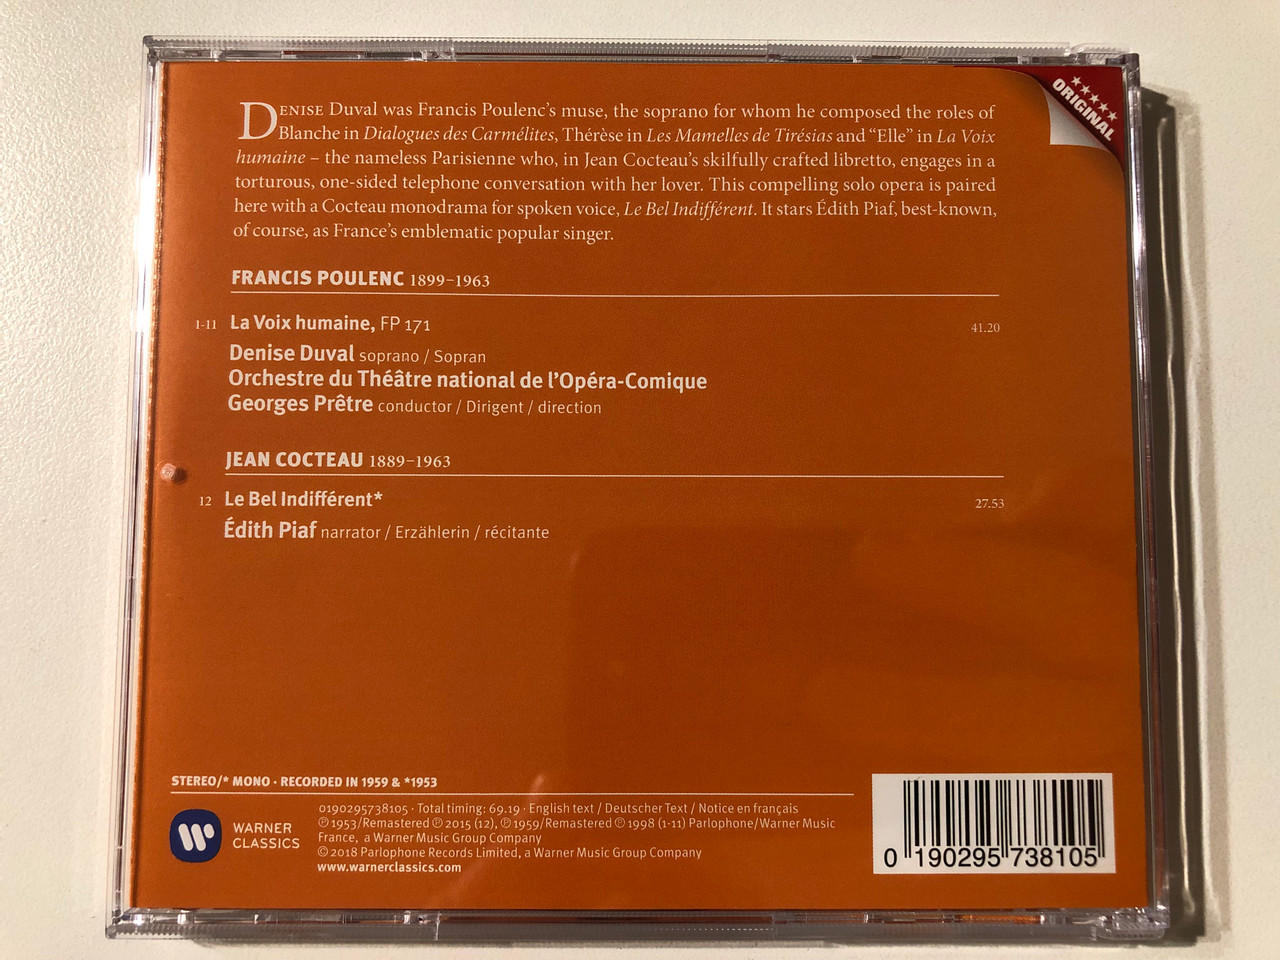 ★★★★★
ORIGINAL
DENISE Duval was Francis Poulenc's muse, the soprano for whom he composed the roles of
Blanche in Dialogues des Carmélites, Thérèse in Les Mamelles de Tirésias and “Elle” in La Voix
humaine – the nameless Parisienne who, in Jean Cocteau's skilfully crafted libretto, engages in a
torturous, one-sided telephone conversation with her lover. This compelling solo opera is paired
here with a Cocteau monodrama for spoken voice, Le Bel Indifférent. It stars Édith Piaf, best-known,
of course, as France's emblematic popular singer.
FRANCIS POULENC 1899–1963
1-11 La Voix humaine, FP 171 41.20
Denise Duval soprano / Sopran
Orchestre du Théâtre national de l'Opéra-Comique
Georges Prêtre conductor / Dirigent / direction
JEAN COCTEAU 1889–1963
12 Le Bel Indifférent* 27.53
Édith Piaf narrator / Erzählerin / récitante
STEREO/* MONO · RECORDED IN 1959 & *1953
0190295738105 · Total timing: 69.19 · English text / Deutscher Text / Notice en français
℗ 1953/Remastered ℗ 2015 (12), ℗ 1959/Remastered ℗ 1998 (1-11) Parlophone/Warner Music
France, a Warner Music Group Company
© 2018 Parlophone Records Limited, a Warner Music Group Company
www.warnerclassics.com
WARNER
CLASSICS
0 190295 738105